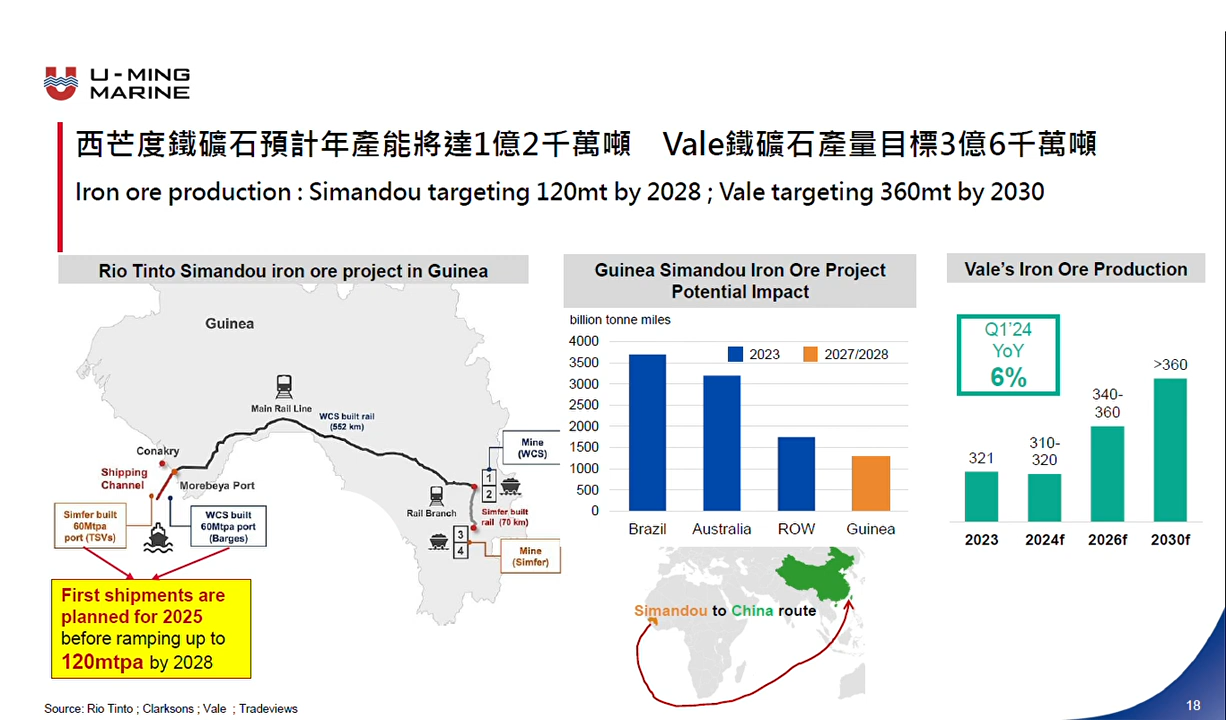 U-MING
MARINE
西芒度鐵礦石預計年產能將達1億2千萬噸　Vale鐵礦石產量目標3億6千萬噸
Iron ore production : Simandou targeting 120mt by 2028 ; Vale targeting 360mt by 2030
Rio Tinto Simandou iron ore project in Guinea
Guinea
Main Rail Line
WCS built rail
(552 km)
Conakry
Shipping
Channel
Morebeya Port
Mine
(WCS)
1
2
Rail Branch
Simfer built
rail (70 km)
3
4
Mine
(Simfer)
Simfer built
60Mtpa
port (TSVs)
WCS built
60Mtpa port
(Barges)
First shipments are
planned for 2025
before ramping up to
120mtpa by 2028
Guinea Simandou Iron Ore Project
Potential Impact
billion tonne miles
2023
2027/2028
4000
3500
3000
2500
2000
1500
1000
500
0
Brazil Australia ROW Guinea
Simandou to China route
Vale's Iron Ore Production
Q1'24
YoY
6%
321
310-
320
340-
360
>360
2023 2024f 2026f 2030f
Source: Rio Tinto ; Clarksons ; Vale ; Tradeviews
18